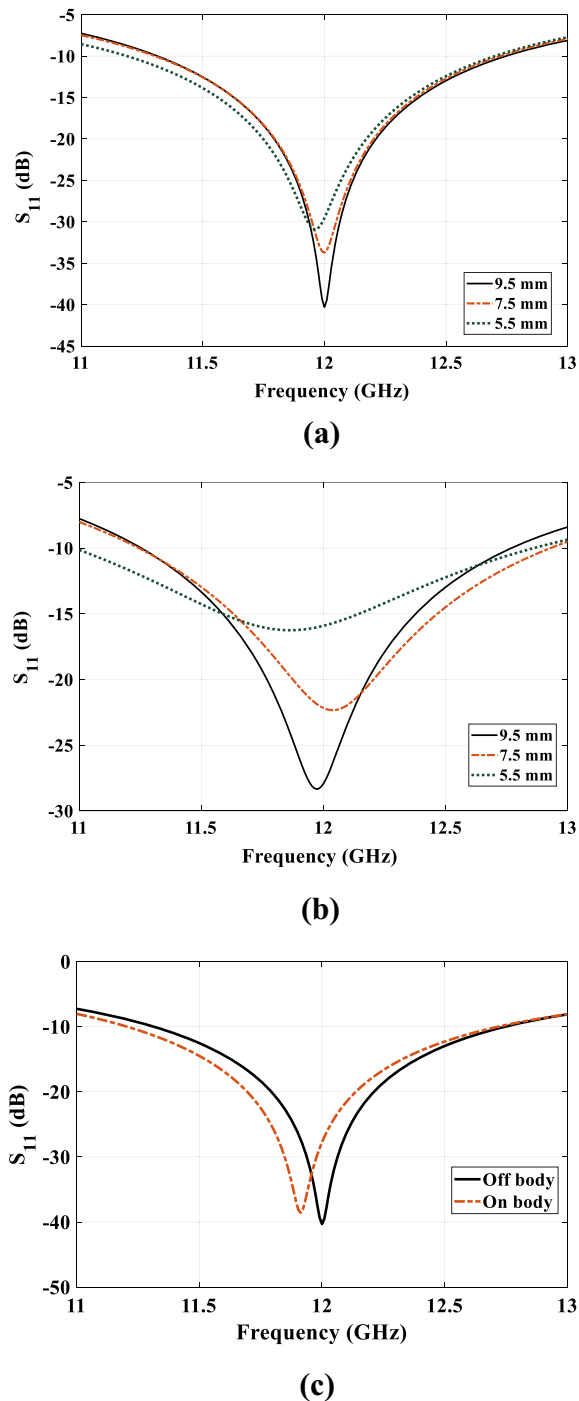 -5
-10
-15
-20
-25
-30
-35
-40
-45
S11 (dB)
9.5 mm
7.5 mm
5.5 mm
11 11.5 12 12.5 13
Frequency (GHz)
(a)
-5
-10
-15
-20
-25
-30
S11 (dB)
9.5 mm
7.5 mm
5.5 mm
11 11.5 12 12.5 13
Frequency (GHz)
(b)
0
-10
-20
-30
-40
-50
S11 (dB)
Off body
On body
11 11.5 12 12.5 13
Frequency (GHz)
(c)